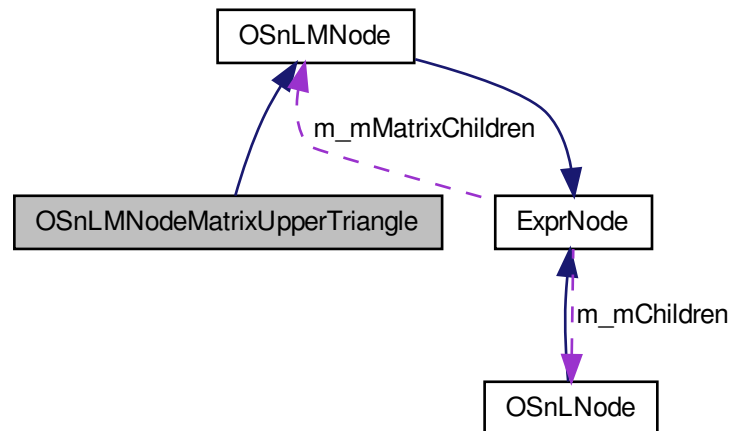 OSnLMNode
m_mMatrixChildren
OSnLMNodeMatrixUpperTriangle
ExprNode
m_mChildren
OSnLNode